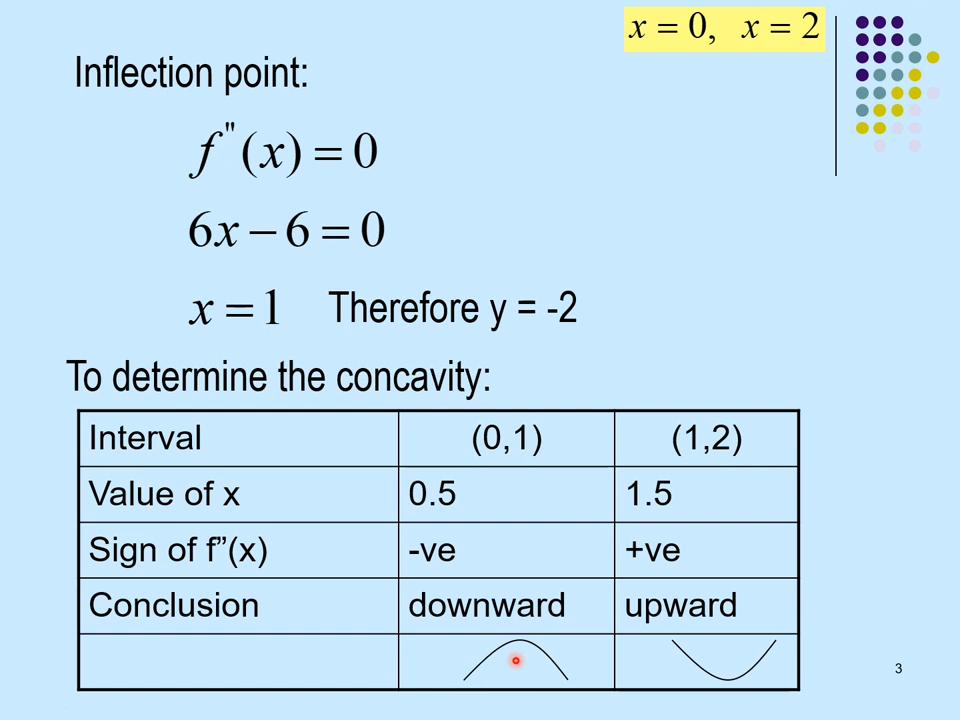 x = 0, x = 2
Inflection point:
f"(x) = 0
6x − 6 = 0
x = 1 Therefore y = -2
To determine the concavity:
Interval (0,1) (1,2)
Value of x 0.5 1.5
Sign of f”(x) -ve +ve
Conclusion downward upward
3